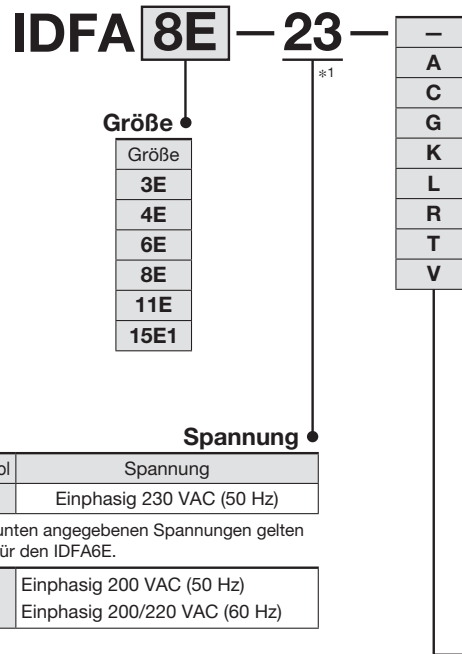 IDFA 8E — 23 —
*1
–
A
C
G
K
L
R
T
V
Größe
Größe
3E
4E
6E
8E
11E
15E1
Spannung
Spannung
Einphasig 230 VAC (50 Hz)
unten angegebenen Spannungen gelten
für den IDFA6E.
Einphasig 200 VAC (50 Hz)
Einphasig 200/220 VAC (60 Hz)